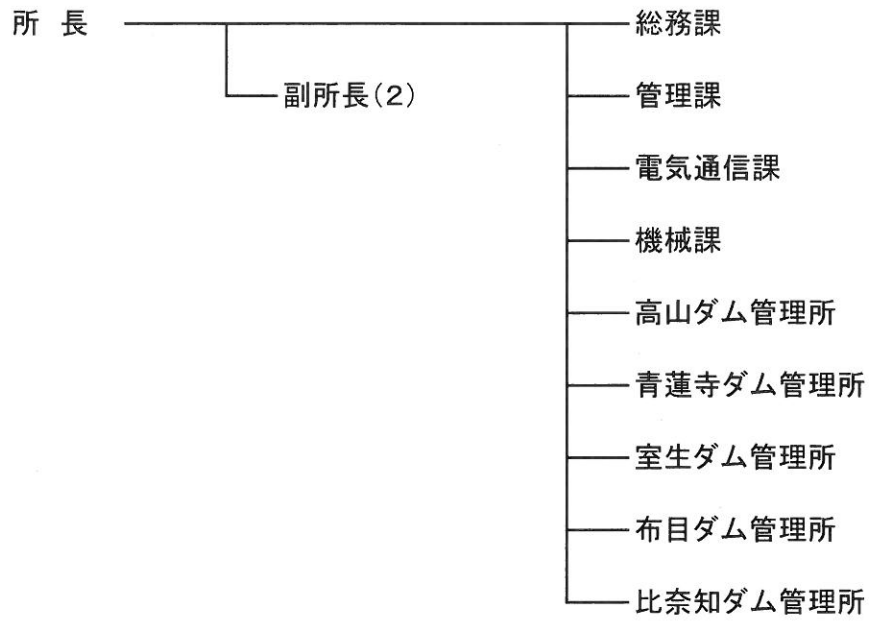 所 長
総務課
副所長(2)
管理課
電気通信課
機械課
高山ダム管理所
青蓮寺ダム管理所
室生ダム管理所
布目ダム管理所
比奈知ダム管理所